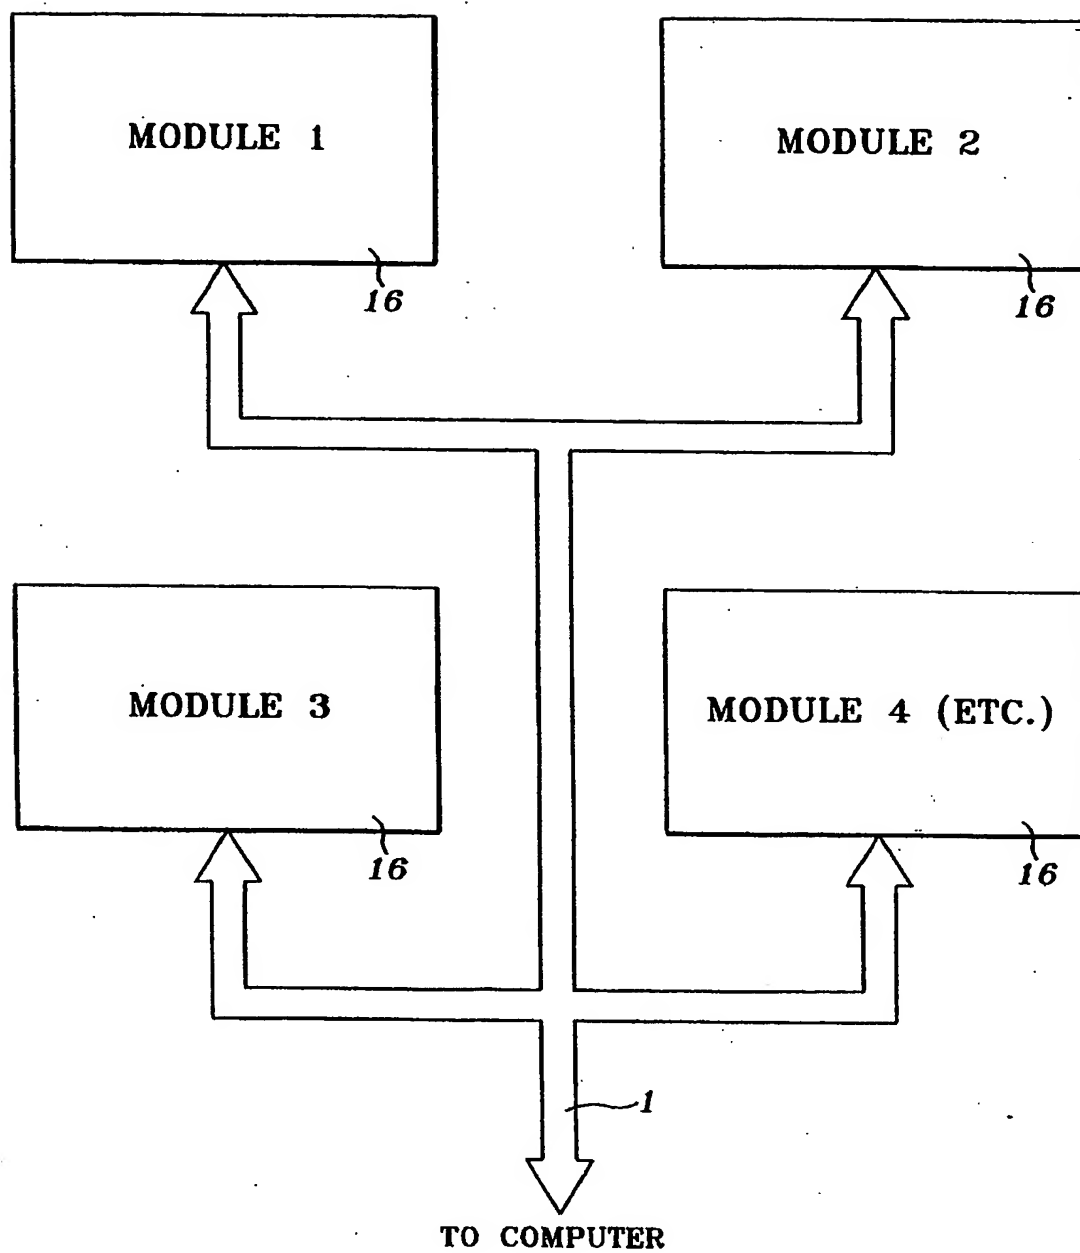 MODULE 1
MODULE 2
16
16
MODULE 3
MODULE 4 (ETC.)
16
16
1
TO COMPUTER